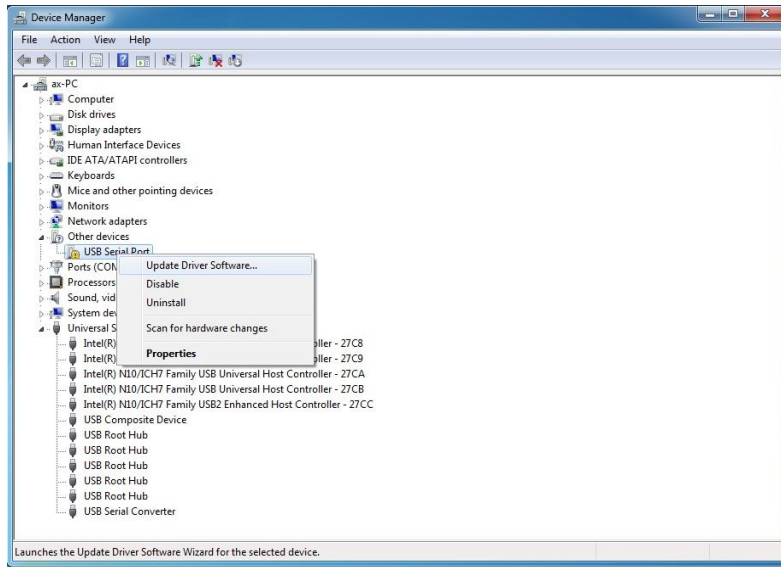 Device Manager
File Action View Help
ax-PC
Computer
Disk drives
Display adapters
Human Interface Devices
IDE ATA/ATAPI controllers
Keyboards
Mice and other pointing devices
Monitors
Network adapters
Other devices
USB Serial Port
Ports (COM
Update Driver Software...
Processors
Disable
Sound, vid
Uninstall
System dev
Universal S
Scan for hardware changes
Intel(R) oller - 27C8
Properties
Intel(R) oller - 27C9
Intel(R) N10/ICH7 Family USB Universal Host Controller - 27CA
Intel(R) N10/ICH7 Family USB Universal Host Controller - 27CB
Intel(R) N10/ICH7 Family USB2 Enhanced Host Controller - 27CC
USB Composite Device
USB Root Hub
USB Root Hub
USB Root Hub
USB Root Hub
USB Root Hub
USB Serial Converter
Launches the Update Driver Software Wizard for the selected device.